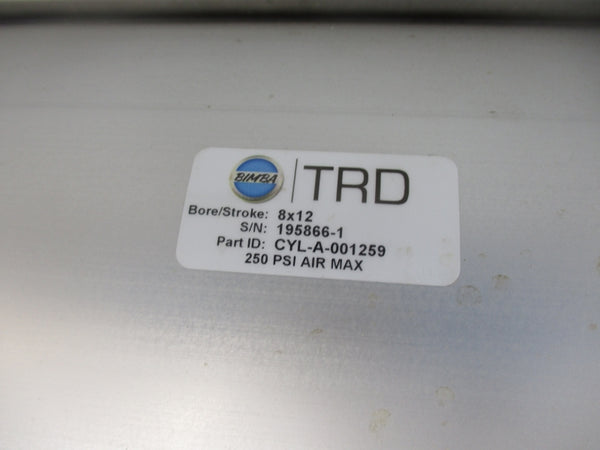 BIMBA TRD
Bore/Stroke: 8x12
S/N: 195866-1
Part ID: CYL-A-001259
250 PSI AIR MAX